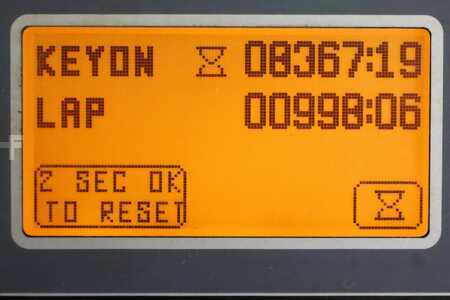 KEYON 08367:19
LAP 00998:06
2 SEC OK
TO RESET